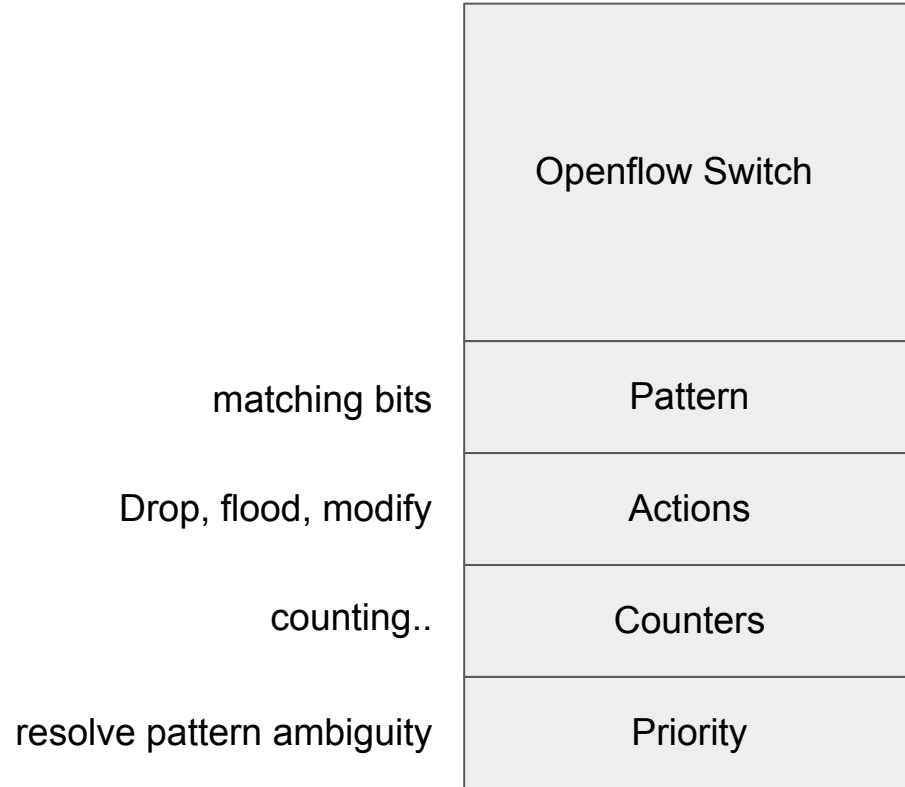 Openflow Switch
matching bits
Pattern
Drop, flood, modify
Actions
counting..
Counters
resolve pattern ambiguity
Priority